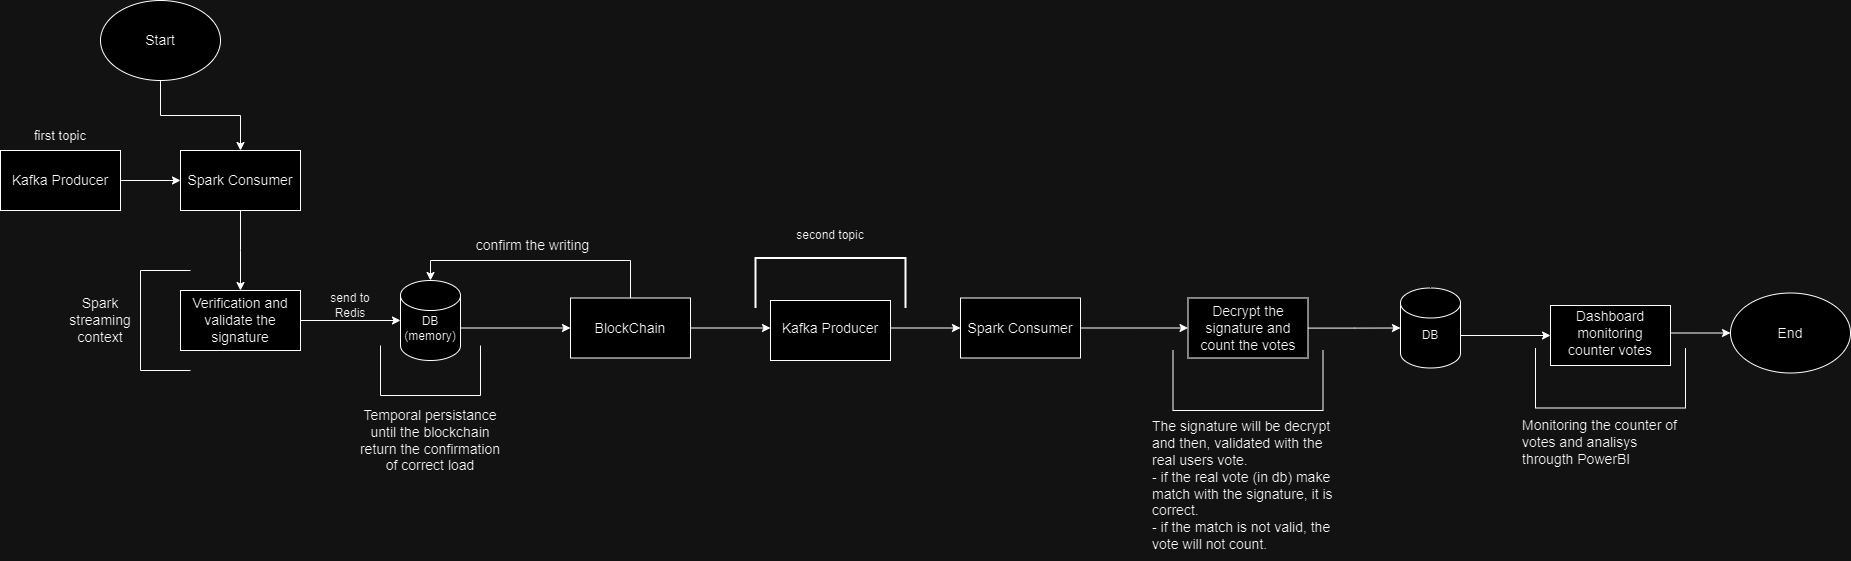 Start
first topic
Kafka Producer
Spark Consumer
Spark
streaming
context
Verification and
validate the
signature
send to
Redis
confirm the writing
DB
(memory)
Temporal persistance
until the blockchain
return the confirmation
of correct load
BlockChain
second topic
Kafka Producer
Spark Consumer
Decrypt the
signature and
count the votes
The signature will be decrypt
and then, validated with the
real users vote.
- if the real vote (in db) make
match with the signature, it is
correct.
- if the match is not valid, the
vote will not count.
DB
Dashboard
monitoring
counter votes
Monitoring the counter of
votes and analisys
througth PowerBI
End